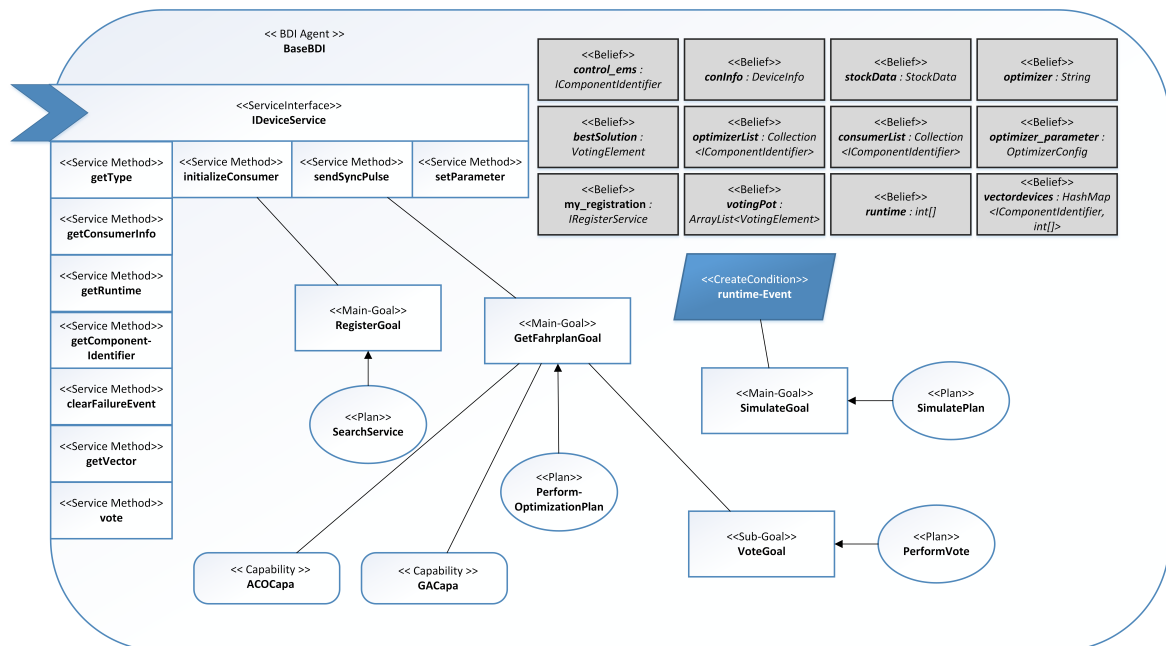 << BDI Agent >>
BaseBDI
<<ServiceInterface>>
IDeviceService
<<Service Method>>
getType
<<Service Method>>
initializeConsumer
<<Service Method>>
sendSyncPulse
<<Service Method>>
setParameter
<<Service Method>>
getConsumerInfo
<<Service Method>>
getRuntime
<<Service Method>>
getComponent-
Identifier
<<Service Method>>
clearFailureEvent
<<Service Method>>
getVector
<<Service Method>>
vote
<<Belief>>
control_ems :
IComponentIdentifier
<<Belief>>
conInfo : DeviceInfo
<<Belief>>
stockData : StockData
<<Belief>>
optimizer : String
<<Belief>>
bestSolution :
VotingElement
<<Belief>>
optimizerList : Collection
<IComponentIdentifier>
<<Belief>>
consumerList : Collection
<IComponentIdentifier>
<<Belief>>
optimizer_parameter :
OptimizerConfig
<<Belief>>
my_registration :
IRegisterService
<<Belief>>
votingPot :
ArrayList<VotingElement>
<<Belief>>
runtime : int[]
<<Belief>>
vectordevices : HashMap
<IComponentIdentifier,
int[]>
<<CreateCondition>>
runtime-Event
<<Main-Goal>>
RegisterGoal
<<Main-Goal>>
GetFahrplanGoal
<<Main-Goal>>
SimulateGoal
<<Plan>>
SimulatePlan
<<Plan>>
SearchService
<<Plan>>
Perform-
OptimizationPlan
<<Sub-Goal>>
VoteGoal
<<Plan>>
PerformVote
<< Capability >>
ACOCapa
<< Capability >>
GACapa